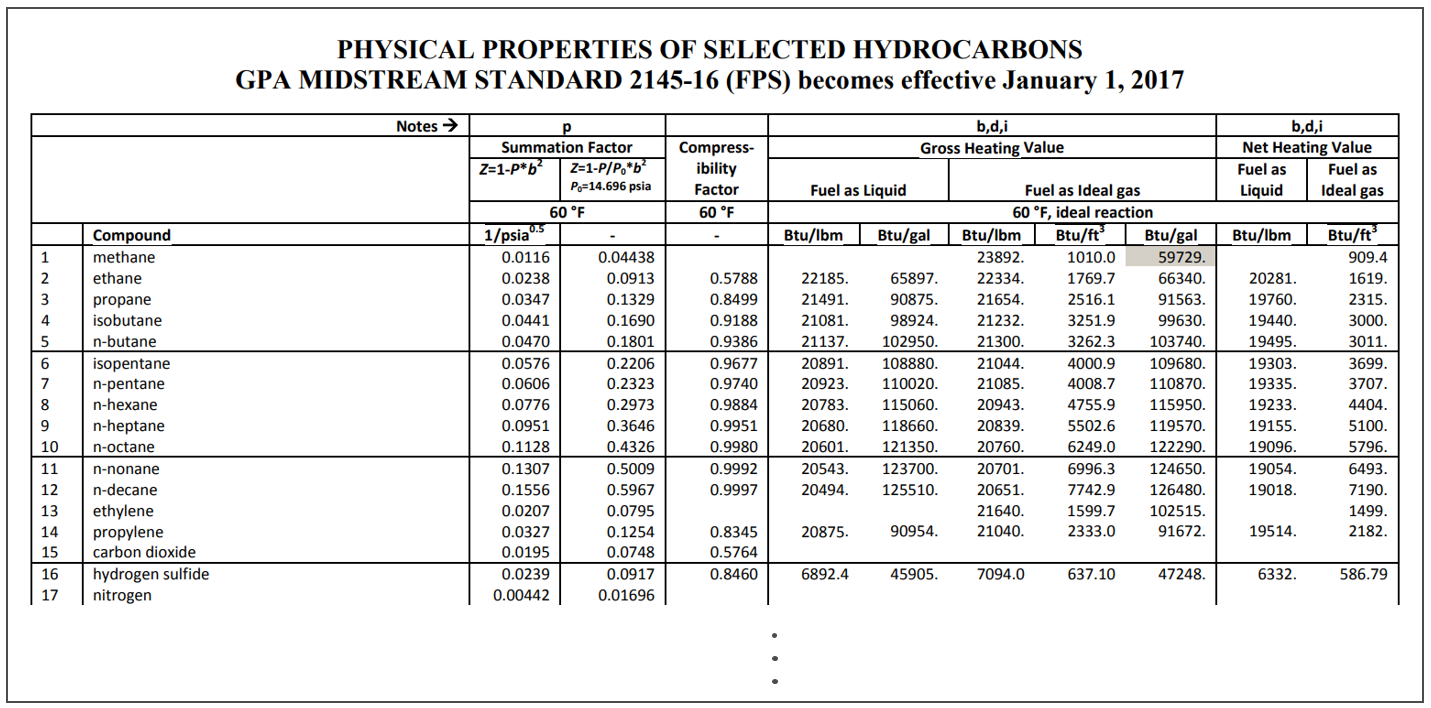 PHYSICAL PROPERTIES OF SELECTED HYDROCARBONS
GPA MIDSTREAM STANDARD 2145-16 (FPS) becomes effective January 1, 2017
Notes → p b,d,i b,d,i
Summation Factor Compress- Gross Heating Value Net Heating Value
Z=1-P*b² Z=1-P/P₀*b² ibility Fuel as Fuel as
P₀=14.696 psia Factor Fuel as Liquid Fuel as Ideal gas Liquid Ideal gas
60 °F 60 °F 60 °F, ideal reaction
Compound 1/psia⁰·⁵ - - Btu/lbm Btu/gal Btu/lbm Btu/ft³ Btu/gal Btu/lbm Btu/ft³
1 methane 0.0116 0.04438 23892. 1010.0 59729. 909.4
2 ethane 0.0238 0.0913 0.5788 22185. 65897. 22334. 1769.7 66340. 20281. 1619.
3 propane 0.0347 0.1329 0.8499 21491. 90875. 21654. 2516.1 91563. 19760. 2315.
4 isobutane 0.0441 0.1690 0.9188 21081. 98924. 21232. 3251.9 99630. 19440. 3000.
5 n-butane 0.0470 0.1801 0.9386 21137. 102950. 21300. 3262.3 103740. 19495. 3011.
6 isopentane 0.0576 0.2206 0.9677 20891. 108880. 21044. 4000.9 109680. 19303. 3699.
7 n-pentane 0.0606 0.2323 0.9740 20923. 110020. 21085. 4008.7 110870. 19335. 3707.
8 n-hexane 0.0776 0.2973 0.9884 20783. 115060. 20943. 4755.9 115950. 19233. 4404.
9 n-heptane 0.0951 0.3646 0.9951 20680. 118660. 20839. 5502.6 119570. 19155. 5100.
10 n-octane 0.1128 0.4326 0.9980 20601. 121350. 20760. 6249.0 122290. 19096. 5796.
11 n-nonane 0.1307 0.5009 0.9992 20543. 123700. 20701. 6996.3 124650. 19054. 6493.
12 n-decane 0.1556 0.5967 0.9997 20494. 125510. 20651. 7742.9 126480. 19018. 7190.
13 ethylene 0.0207 0.0795 21640. 1599.7 102515. 1499.
14 propylene 0.0327 0.1254 0.8345 20875. 90954. 21040. 2333.0 91672. 19514. 2182.
15 carbon dioxide 0.0195 0.0748 0.5764
16 hydrogen sulfide 0.0239 0.0917 0.8460 6892.4 45905. 7094.0 637.10 47248. 6332. 586.79
17 nitrogen 0.00442 0.01696